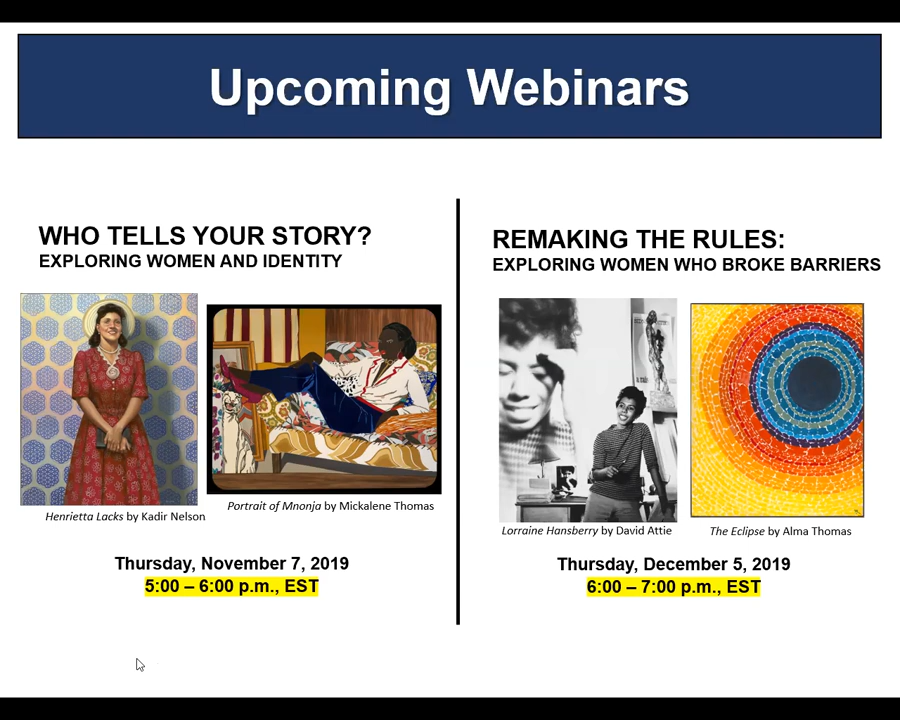 Upcoming Webinars
WHO TELLS YOUR STORY?
EXPLORING WOMEN AND IDENTITY
Henrietta Lacks by Kadir Nelson
Portrait of Mnonja by Mickalene Thomas
Thursday, November 7, 2019
5:00 – 6:00 p.m., EST
REMAKING THE RULES:
EXPLORING WOMEN WHO BROKE BARRIERS
Lorraine Hansberry by David Attie
The Eclipse by Alma Thomas
Thursday, December 5, 2019
6:00 – 7:00 p.m., EST